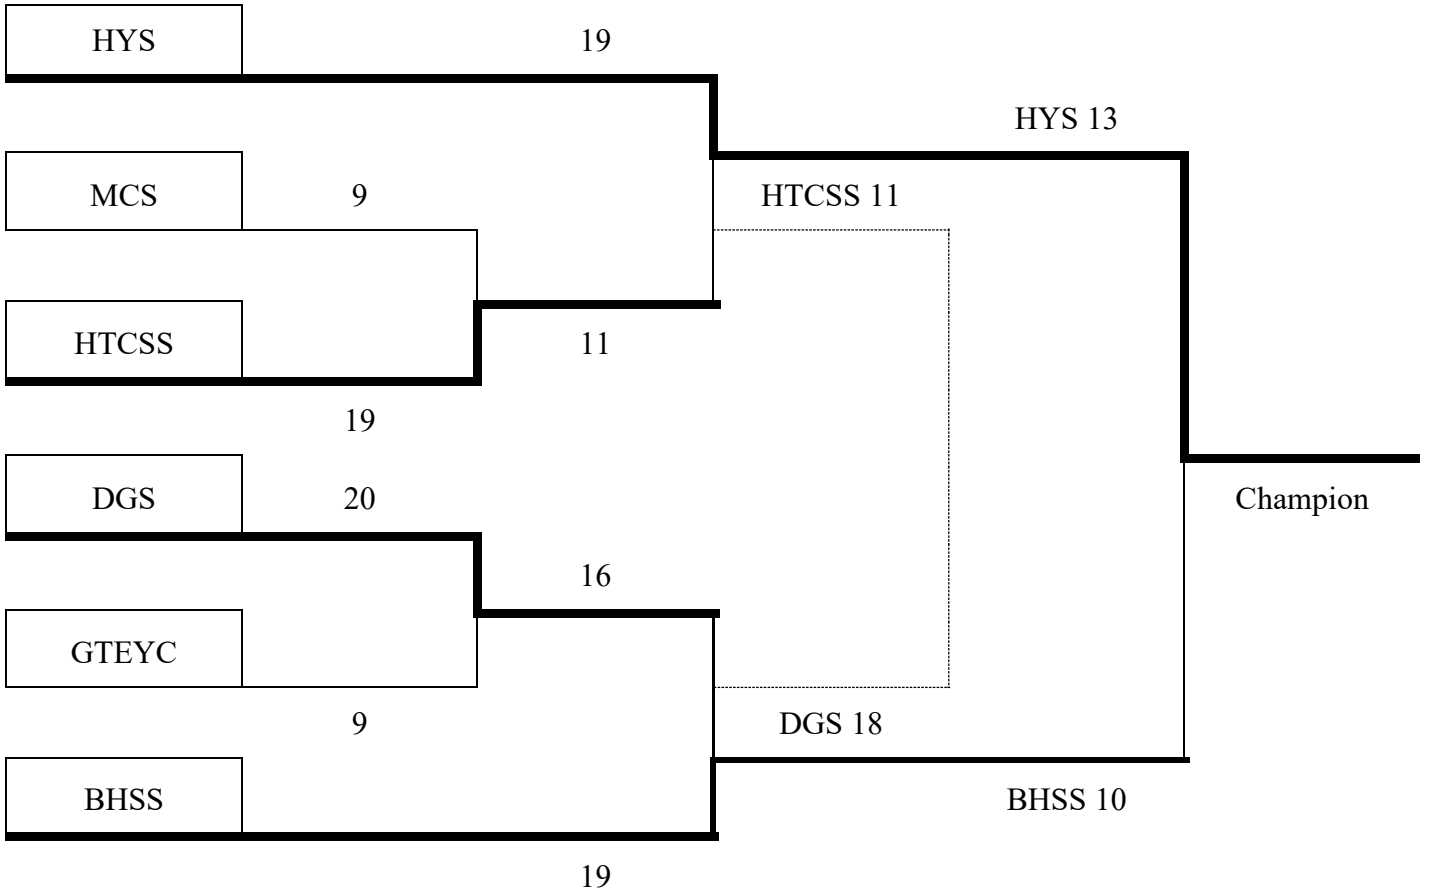 HYS 19
HYS 13
MCS 9 HTCSS 11
HTCSS 11
19
DGS 20 Champion
16
GTEYC
9 DGS 18
BHSS BHSS 10
19